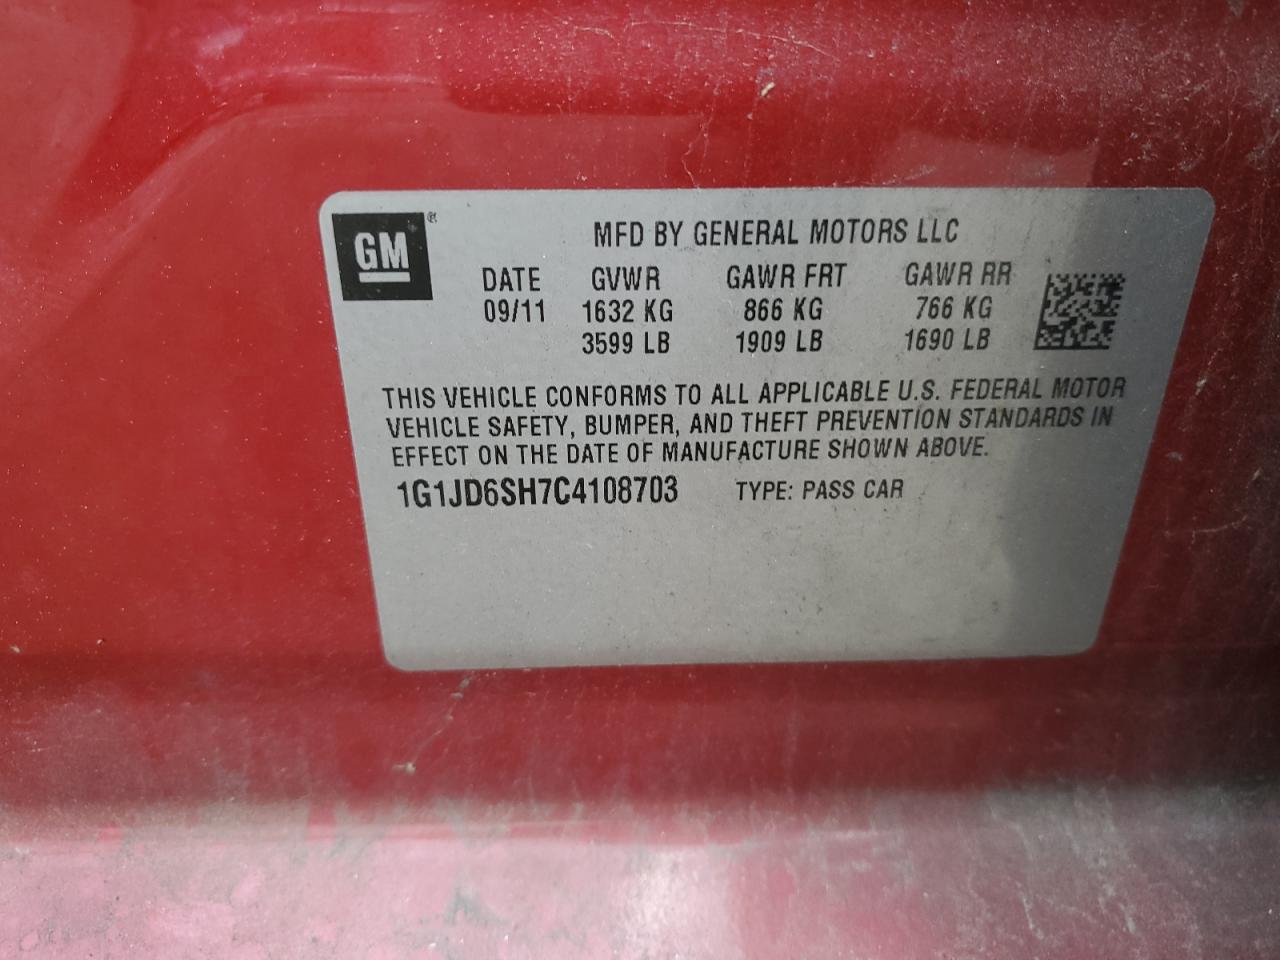 GM ®
MFD BY GENERAL MOTORS LLC
DATE GVWR GAWR FRT GAWR RR
09/11 1632 KG 866 KG 766 KG
3599 LB 1909 LB 1690 LB
THIS VEHICLE CONFORMS TO ALL APPLICABLE U.S. FEDERAL MOTOR
VEHICLE SAFETY, BUMPER, AND THEFT PREVENTION STANDARDS IN
EFFECT ON THE DATE OF MANUFACTURE SHOWN ABOVE.
1G1JD6SH7C4108703 TYPE: PASS CAR